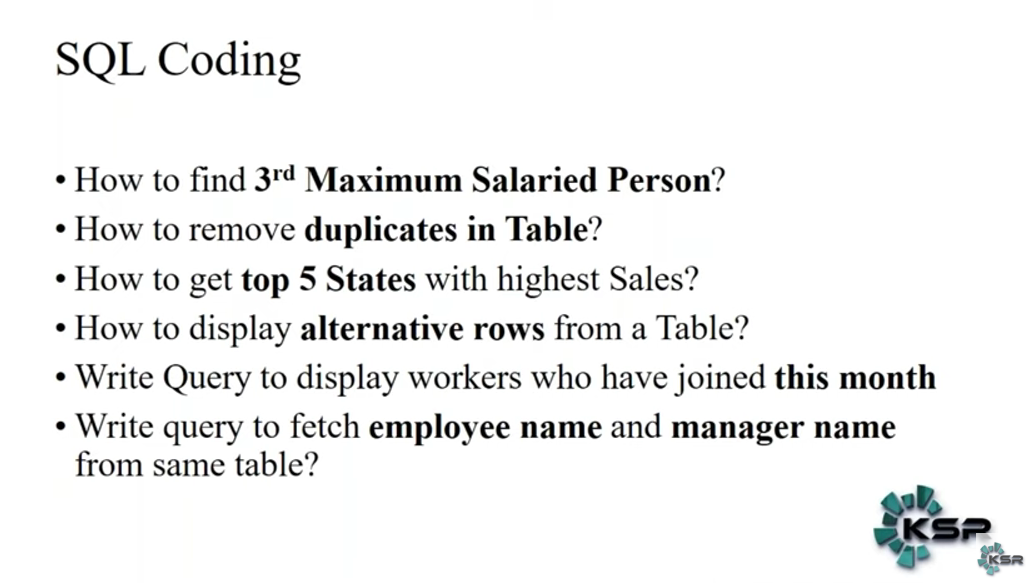 SQL Coding
• How to find 3rd Maximum Salaried Person?
• How to remove duplicates in Table?
• How to get top 5 States with highest Sales?
• How to display alternative rows from a Table?
• Write Query to display workers who have joined this month
• Write query to fetch employee name and manager name
from same table?
KSP
KSR